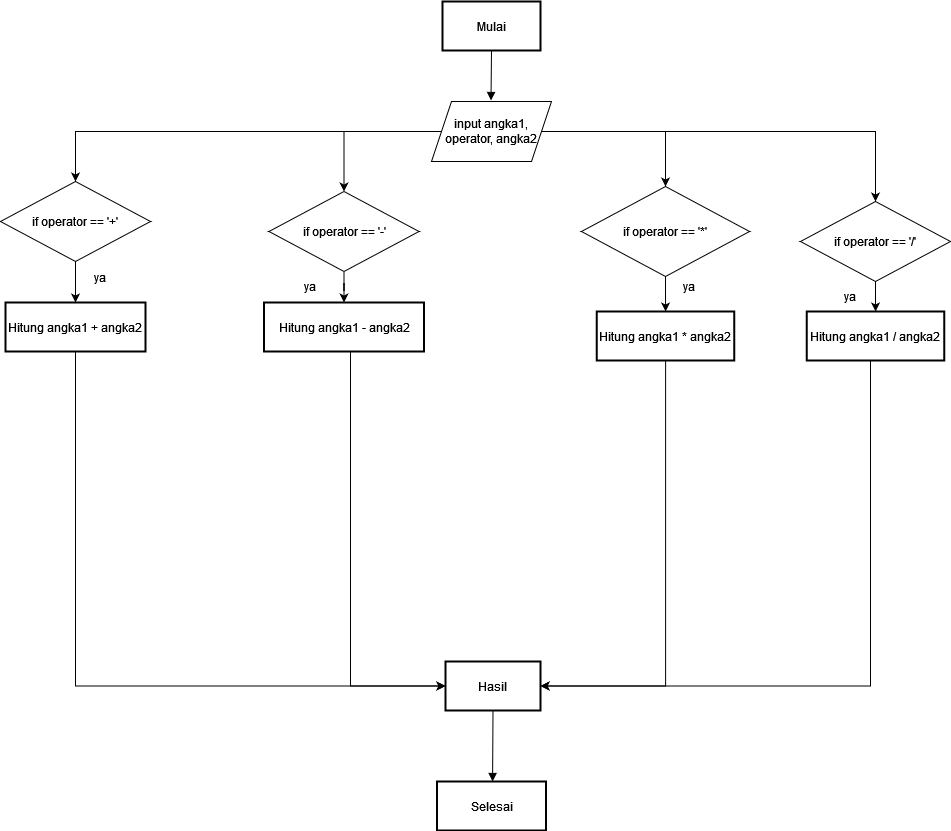 Mulai
input angka1,
operator, angka2
if operator == '+'
if operator == '-'
if operator == '*'
if operator == '/'
ya
ya
ya
ya
Hitung angka1 + angka2
Hitung angka1 - angka2
Hitung angka1 * angka2
Hitung angka1 / angka2
Hasil
Selesai